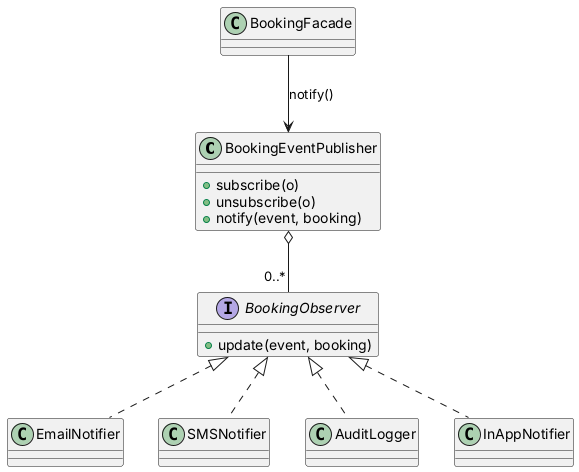 C BookingFacade
notify()
C BookingEventPublisher
subscribe(o)
unsubscribe(o)
notify(event, booking)
0..*
I BookingObserver
update(event, booking)
C EmailNotifier
C SMSNotifier
C AuditLogger
C InAppNotifier